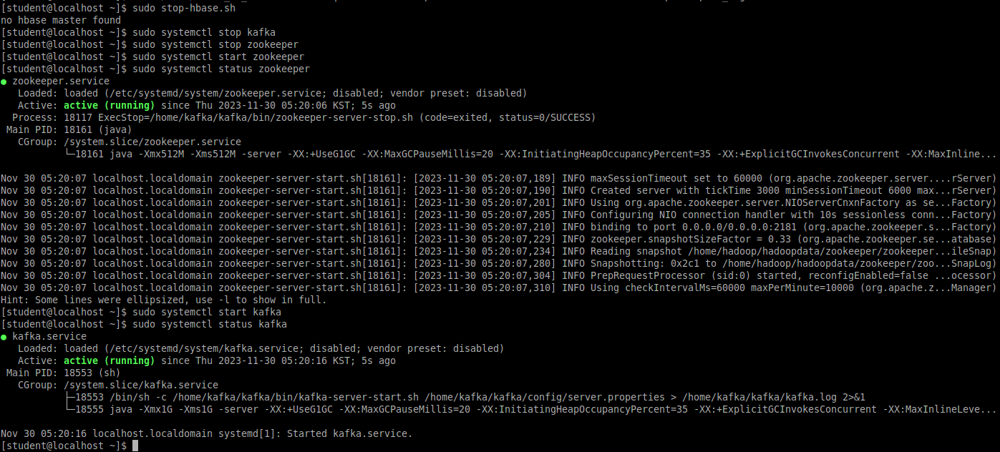 [student@localhost ~]$ sudo stop-hbase.sh
no hbase master found
[student@localhost ~]$ sudo systemctl stop kafka
[student@localhost ~]$ sudo systemctl stop zookeeper
[student@localhost ~]$ sudo systemctl start zookeeper
[student@localhost ~]$ sudo systemctl status zookeeper
● zookeeper.service
   Loaded: loaded (/etc/systemd/system/zookeeper.service; disabled; vendor preset: disabled)
   Active: active (running) since Thu 2023-11-30 05:20:06 KST; 5s ago
  Process: 18117 ExecStop=/home/kafka/kafka/bin/zookeeper-server-stop.sh (code=exited, status=0/SUCCESS)
 Main PID: 18161 (java)
   CGroup: /system.slice/zookeeper.service
           └─18161 java -Xmx512M -Xms512M -server -XX:+UseG1GC -XX:MaxGCPauseMillis=20 -XX:InitiatingHeapOccupancyPercent=35 -XX:+ExplicitGCInvokesConcurrent -XX:MaxInline...
Nov 30 05:20:07 localhost.localdomain zookeeper-server-start.sh[18161]: [2023-11-30 05:20:07,189] INFO maxSessionTimeout set to 60000 (org.apache.zookeeper.server....rServer)
Nov 30 05:20:07 localhost.localdomain zookeeper-server-start.sh[18161]: [2023-11-30 05:20:07,190] INFO Created server with tickTime 3000 minSessionTimeout 6000 max...rServer)
Nov 30 05:20:07 localhost.localdomain zookeeper-server-start.sh[18161]: [2023-11-30 05:20:07,201] INFO Using org.apache.zookeeper.server.NIOServerCnxnFactory as se...Factory)
Nov 30 05:20:07 localhost.localdomain zookeeper-server-start.sh[18161]: [2023-11-30 05:20:07,205] INFO Configuring NIO connection handler with 10s sessionless conn...Factory)
Nov 30 05:20:07 localhost.localdomain zookeeper-server-start.sh[18161]: [2023-11-30 05:20:07,210] INFO binding to port 0.0.0.0/0.0.0.0:2181 (org.apache.zookeeper.s...Factory)
Nov 30 05:20:07 localhost.localdomain zookeeper-server-start.sh[18161]: [2023-11-30 05:20:07,229] INFO zookeeper.snapshotSizeFactor = 0.33 (org.apache.zookeeper.se...atabase)
Nov 30 05:20:07 localhost.localdomain zookeeper-server-start.sh[18161]: [2023-11-30 05:20:07,234] INFO Reading snapshot /home/hadoop/hadoopdata/zookeeper/zookeeper...ileSnap)
Nov 30 05:20:07 localhost.localdomain zookeeper-server-start.sh[18161]: [2023-11-30 05:20:07,280] INFO Snapshotting: 0x2c1 to /home/hadoop/hadoopdata/zookeeper/zoo...SnapLog)
Nov 30 05:20:07 localhost.localdomain zookeeper-server-start.sh[18161]: [2023-11-30 05:20:07,304] INFO PrepRequestProcessor (sid:0) started, reconfigEnabled=false ...ocessor)
Nov 30 05:20:07 localhost.localdomain zookeeper-server-start.sh[18161]: [2023-11-30 05:20:07,310] INFO Using checkIntervalMs=60000 maxPerMinute=10000 (org.apache.z...Manager)
Hint: Some lines were ellipsized, use -l to show in full.
[student@localhost ~]$ sudo systemctl start kafka
[student@localhost ~]$ sudo systemctl status kafka
● kafka.service
   Loaded: loaded (/etc/systemd/system/kafka.service; disabled; vendor preset: disabled)
   Active: active (running) since Thu 2023-11-30 05:20:16 KST; 5s ago
 Main PID: 18553 (sh)
   CGroup: /system.slice/kafka.service
           ├─18553 /bin/sh -c /home/kafka/kafka/bin/kafka-server-start.sh /home/kafka/kafka/config/server.properties > /home/kafka/kafka/kafka.log 2>&1
           └─18555 java -Xmx1G -Xms1G -server -XX:+UseG1GC -XX:MaxGCPauseMillis=20 -XX:InitiatingHeapOccupancyPercent=35 -XX:+ExplicitGCInvokesConcurrent -XX:MaxInlineLeve...
Nov 30 05:20:16 localhost.localdomain systemd[1]: Started kafka.service.
[student@localhost ~]$